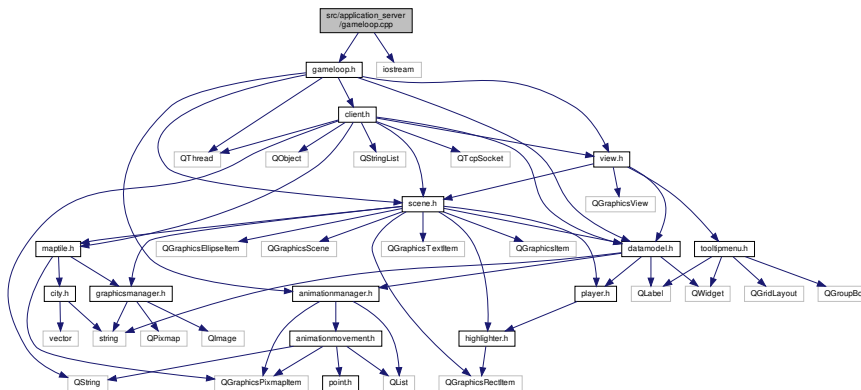 src/application_server
/gameloop.cpp
gameloop.h
iostream
client.h
QThread
QObject
QStringList
QTcpSocket
view.h
scene.h
QGraphicsView
maptile.h
QGraphicsEllipseItem
QGraphicsScene
QGraphicsTextItem
QGraphicsItem
datamodel.h
tooltipmenu.h
city.h
graphicsmanager.h
animationmanager.h
player.h
QLabel
QWidget
QGridLayout
QGroupBo
vector
string
QPixmap
QImage
animationmovement.h
highlighter.h
QString
QGraphicsPixmapItem
point.h
QList
QGraphicsRectItem